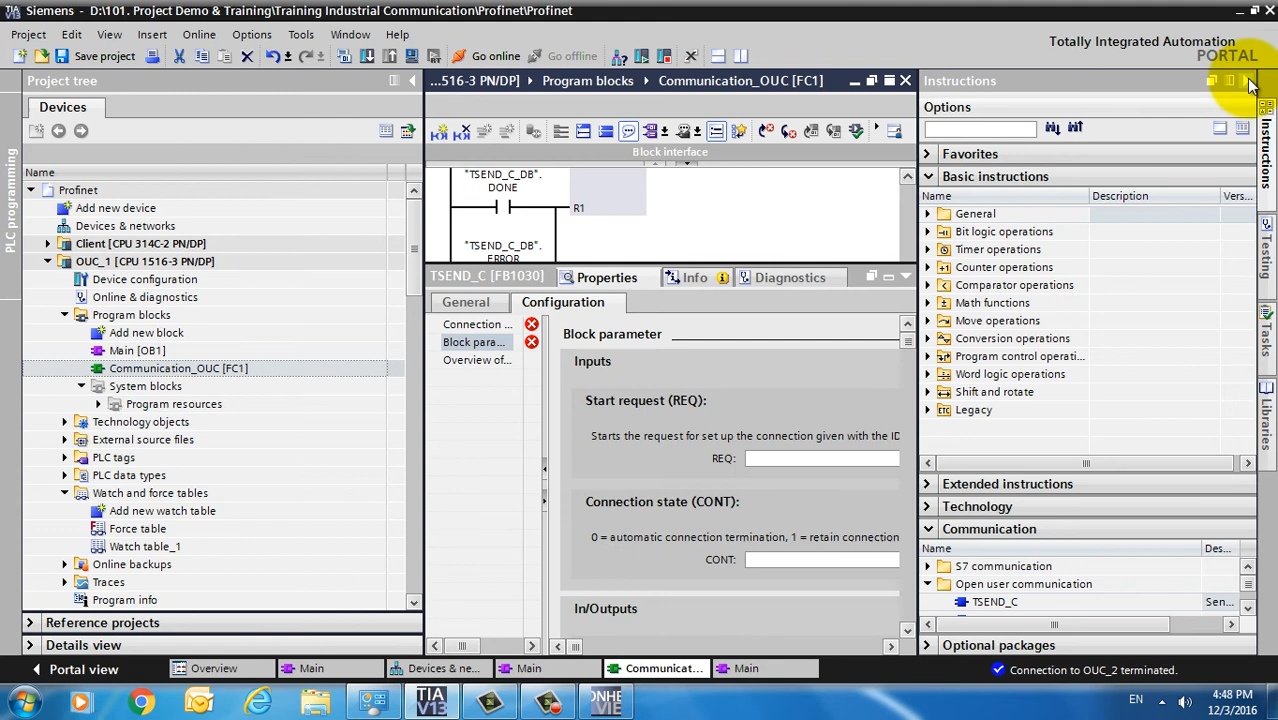 Siemens - D:\101. Project Demo & Training\Training Industrial Communication\Profinet\Profinet
TIA
V13
Project Edit View Insert Online Options Tools Window Help
Totally Integrated Automation
PORTAL
Save project
Go online
Go offline
Project tree
...516-3 PN/DP] Program blocks Communication_OUC [FC1]
Instructions
Devices
Options
Block interface
Favorites
Basic instructions
Name
Profinet
Add new device
Devices & networks
Client [CPU 314C-2 PN/DP]
OUC_1 [CPU 1516-3 PN/DP]
Device configuration
Online & diagnostics
Program blocks
Add new block
Main [OB1]
Communication_OUC [FC1]
System blocks
Program resources
Technology objects
External source files
PLC tags
PLC data types
Watch and force tables
Add new watch table
Force table
Watch table_1
Online backups
Traces
Program info
Reference projects
Details view
PLC programming
"TSEND_C_DB".
DONE
R1
"TSEND_C_DB".
ERROR
TSEND_C [FB1030] Properties Info Diagnostics
General Configuration
Connection ...
Block para...
Overview of...
Block parameter
Inputs
Start request (REQ):
Starts the request for set up the connection given with the ID
REQ:
Connection state (CONT):
0 = automatic connection termination, 1 = retain connection
CONT:
In/Outputs
Name Description Vers...
General
Bit logic operations
Timer operations
Counter operations
Comparator operations
Math functions
Move operations
Conversion operations
Program control operati...
Word logic operations
Shift and rotate
Legacy
Extended instructions
Technology
Communication
Name Des...
S7 communication
Open user communication
TSEND_C Sen...
Optional packages
Instructions
Testing
Tasks
Libraries
Portal view
Overview
Main
Devices & ne...
Main
Communicat...
Main
Connection to OUC_2 terminated.
TIA
V13
EN
4:48 PM
12/3/2016